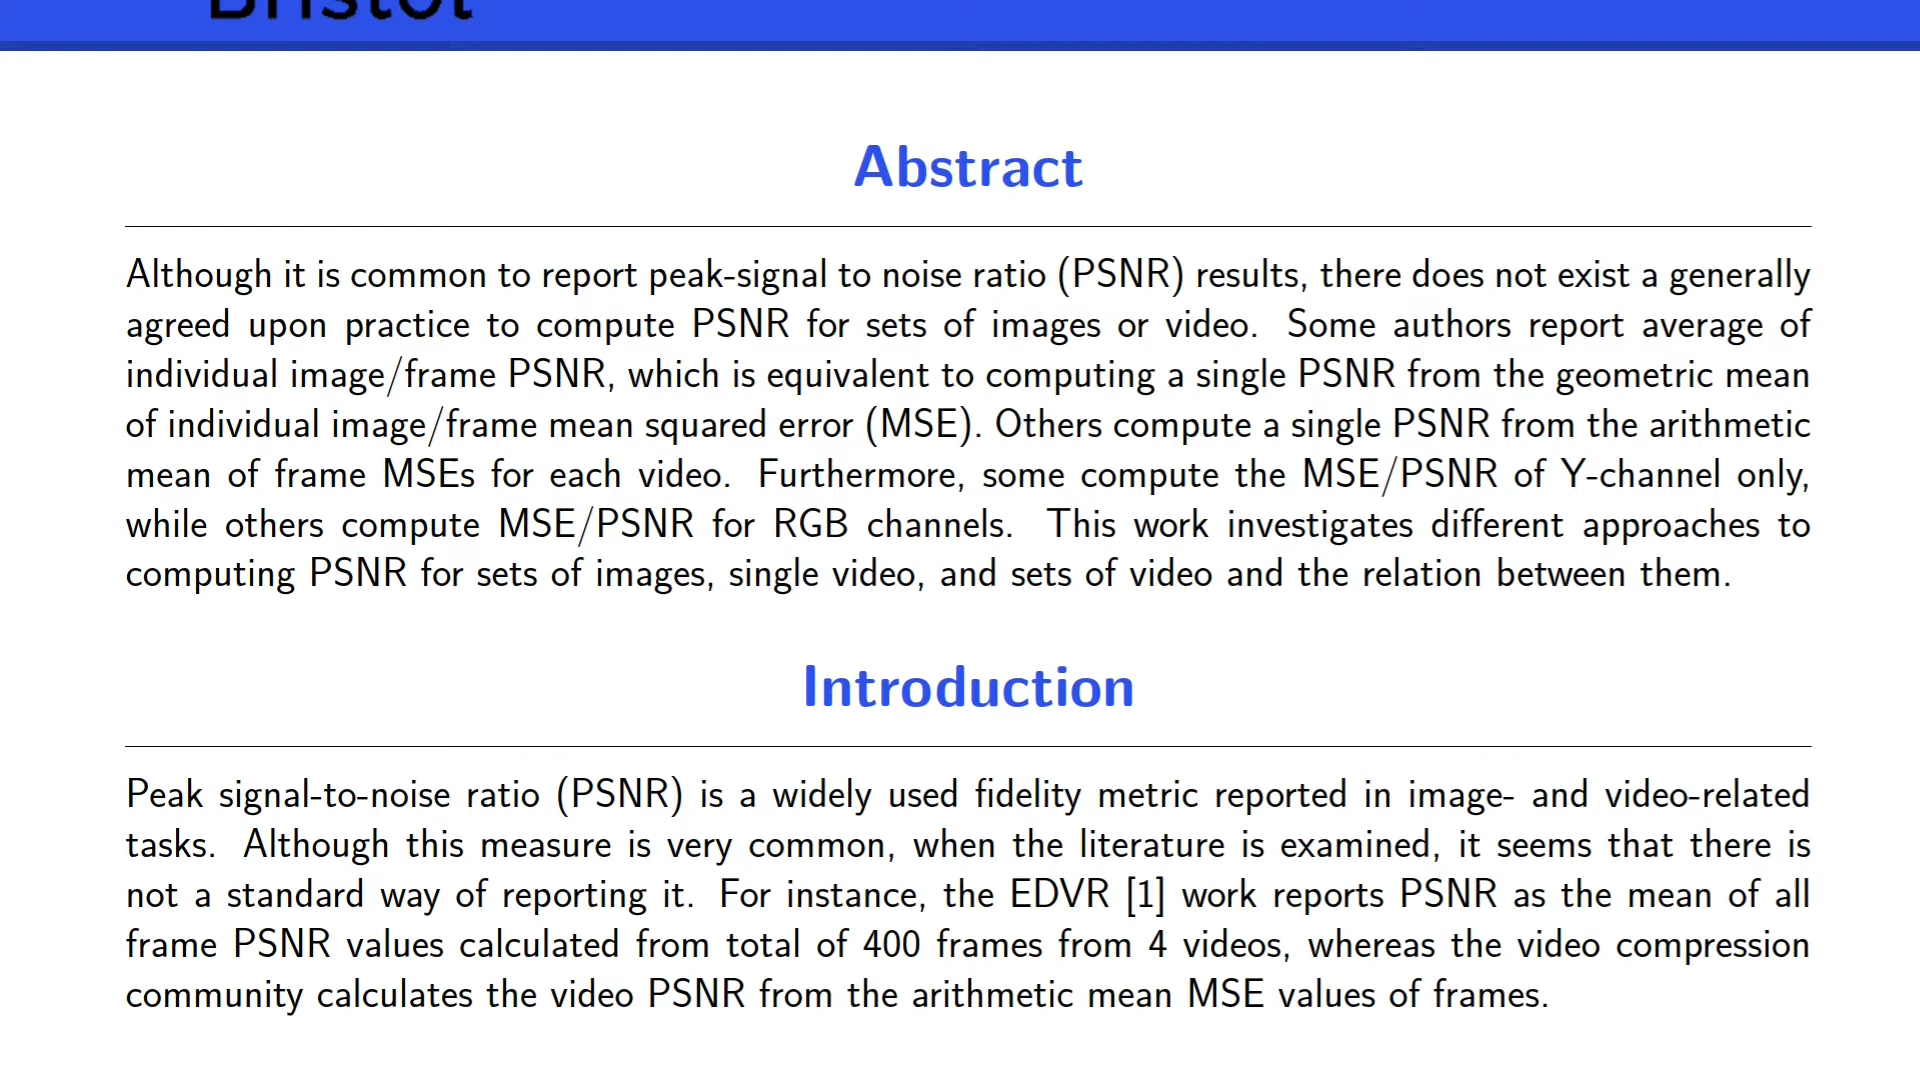 Bristol
Abstract
Although it is common to report peak-signal to noise ratio (PSNR) results, there does not exist a generally
agreed upon practice to compute PSNR for sets of images or video. Some authors report average of
individual image/frame PSNR, which is equivalent to computing a single PSNR from the geometric mean
of individual image/frame mean squared error (MSE). Others compute a single PSNR from the arithmetic
mean of frame MSEs for each video. Furthermore, some compute the MSE/PSNR of Y-channel only,
while others compute MSE/PSNR for RGB channels. This work investigates different approaches to
computing PSNR for sets of images, single video, and sets of video and the relation between them.
Introduction
Peak signal-to-noise ratio (PSNR) is a widely used fidelity metric reported in image- and video-related
tasks. Although this measure is very common, when the literature is examined, it seems that there is
not a standard way of reporting it. For instance, the EDVR [1] work reports PSNR as the mean of all
frame PSNR values calculated from total of 400 frames from 4 videos, whereas the video compression
community calculates the video PSNR from the arithmetic mean MSE values of frames.